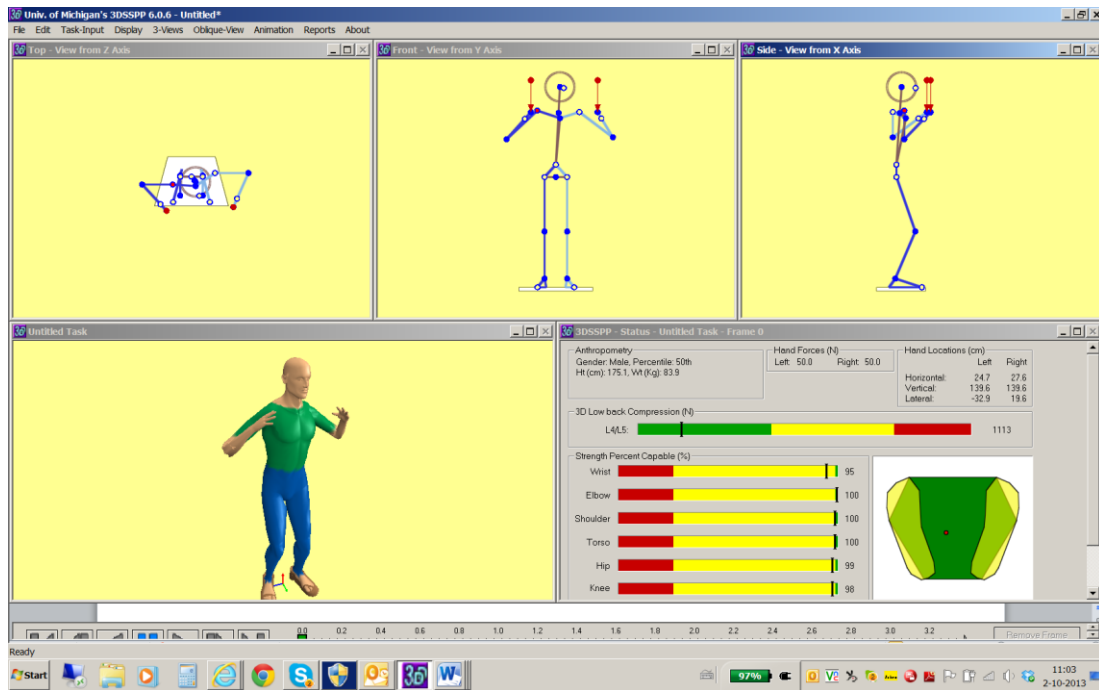 Univ. of Michigan's 3DSSPP 6.0.6 - Untitled*
File Edit Task-Input Display 3-Views Oblique-View Animation Reports About
Top - View from Z Axis
Front - View from Y Axis
Side - View from X Axis
Untitled Task
3DSSPP - Status - Untitled Task - Frame 0
Anthropometry
Gender: Male, Percentile: 50th
Ht (cm): 175.1, Wt (Kg): 83.9
Hand Forces (N)
Left 50.0 Right 50.0
Hand Locations (cm)
Left Right
Horizontal: 24.7 27.6
Vertical: 139.6 139.6
Lateral: -32.9 19.6
3D Low back Compression (N)
L4/L5: 1113
Strength Percent Capable (%)
Wrist 95
Elbow 100
Shoulder 100
Torso 100
Hip 99
Knee 98
0.0 0.2 0.4 0.6 0.8 1.0 1.2 1.4 1.6 1.8 2.0 2.2 2.4 2.6 2.8 3.0 3.2
Remove Frame
Ready
Start
97%
11:03
2-10-2013